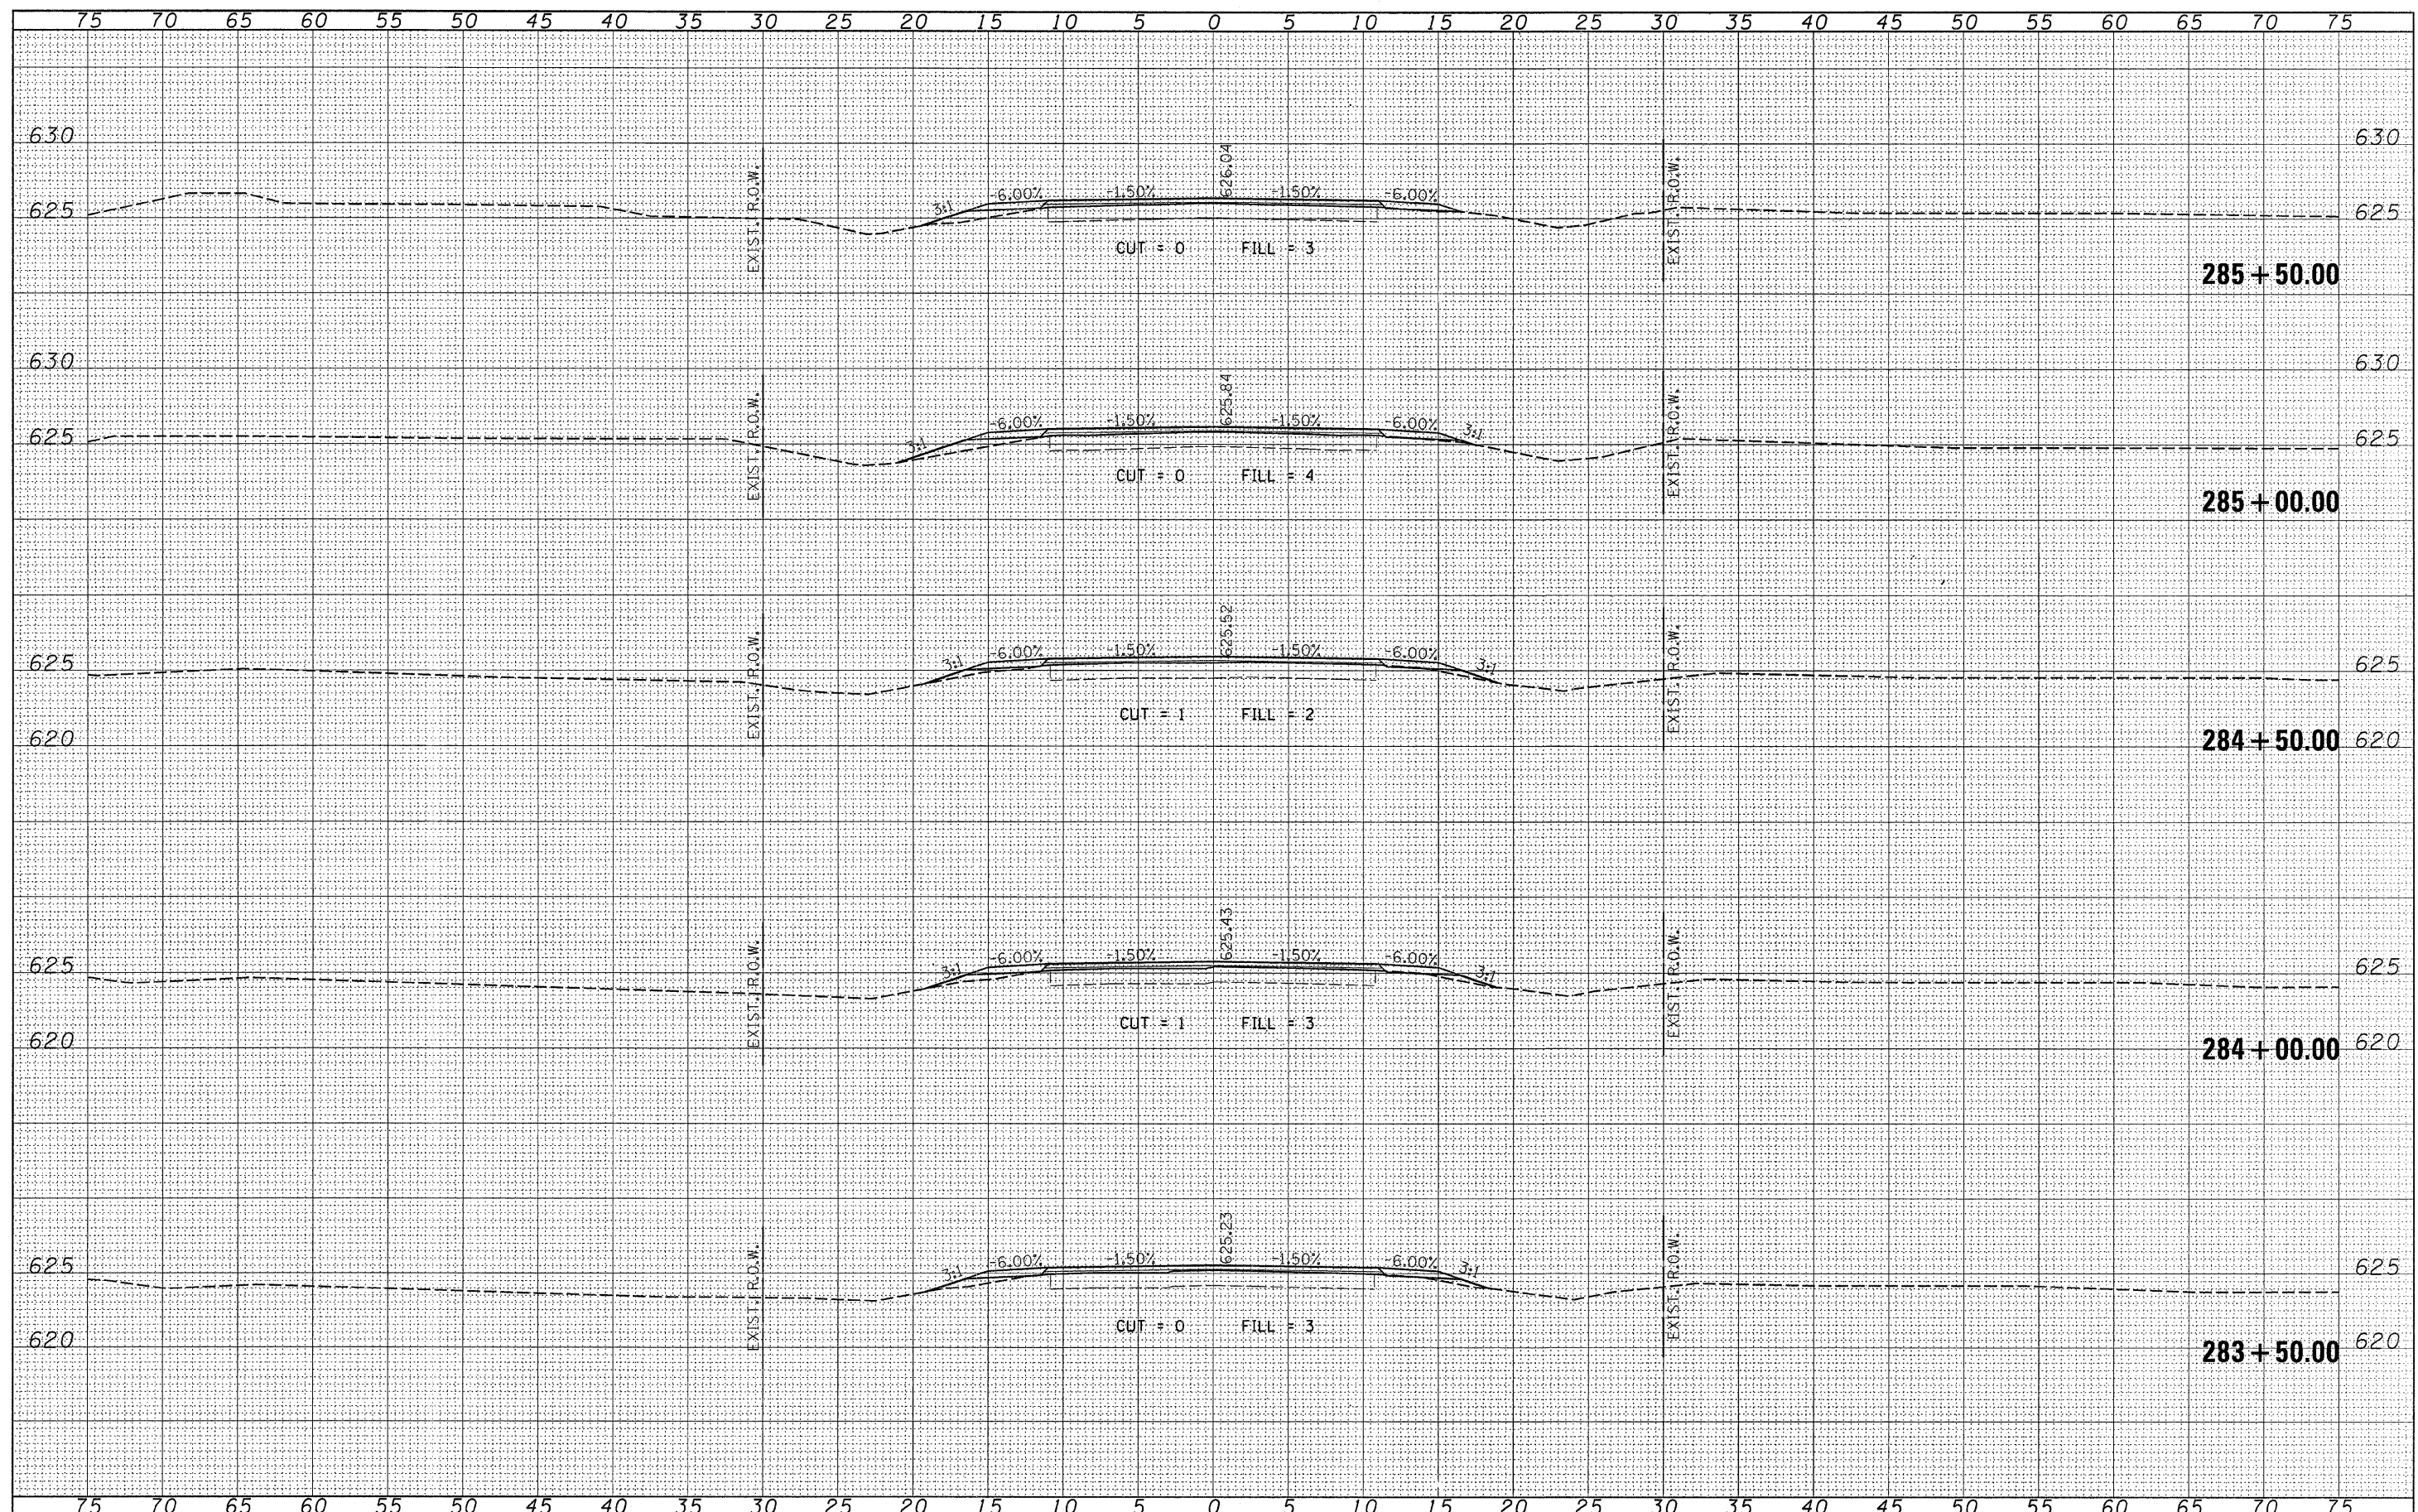 75 70 65 60 55 50 45 40 35 30 25 20 15 10 5 0 5 10 15 20 25 30 35 40 45 50 55 60 65 70 75
630 630
EXIST. R.O.W. 626.04 EXIST. R.O.W.
3:1 -6.00% -1.50% -1.50% -6.00%
625 625
CUT = 0 FILL = 3
285+50.00
630 630
EXIST. R.O.W. 625.84 EXIST. R.O.W.
3:1 -6.00% -1.50% -1.50% -6.00% 3:1
625 625
CUT = 0 FILL = 4
285+00.00
EXIST. R.O.W. 625.52 EXIST. R.O.W.
3:1 -6.00% -1.50% -1.50% -6.00% 3:1
625 625
CUT = 1 FILL = 2
620 284+50.00 620
EXIST. R.O.W. 625.43 EXIST. R.O.W.
3:1 -6.00% -1.50% -1.50% -6.00% 3:1
625 625
CUT = 1 FILL = 3
620 284+00.00 620
EXIST. R.O.W. 625.23 EXIST. R.O.W.
3:1 -6.00% -1.50% -1.50% -6.00% 3:1
625 625
CUT = 0 FILL = 3
620 283+50.00 620
75 70 65 60 55 50 45 40 35 30 25 20 15 10 5 0 5 10 15 20 25 30 35 40 45 50 55 60 65 70 75